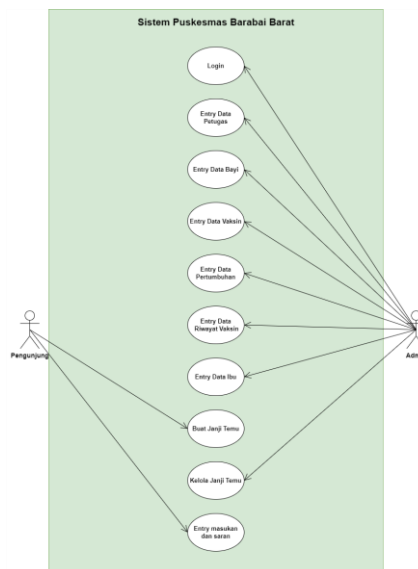 Sistem Puskesmas Barabai Barat
Login
Entry Data
Petugas
Entry Data Bayi
Entry Data Vaksin
Entry Data
Pertumbuhan
Entry Data
Riwayat Vaksin
Entry Data Ibu
Pengunjung
Adm
Buat Janji Temu
Kelola Janji Temu
Entry masukan
dan saran